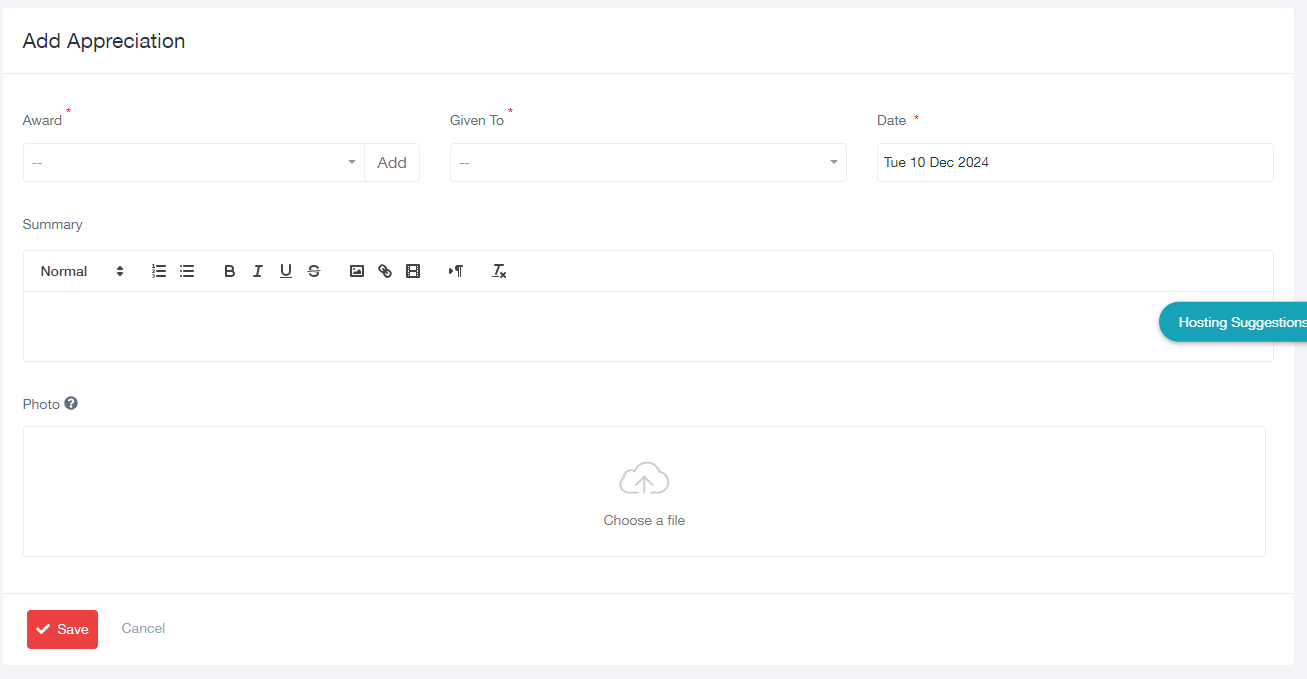 Add Appreciation
Award *
Given To *
Date *
--
Add
--
Tue 10 Dec 2024
Summary
Normal
B I U S
Hosting Suggestions
Photo
Choose a file
Save
Cancel